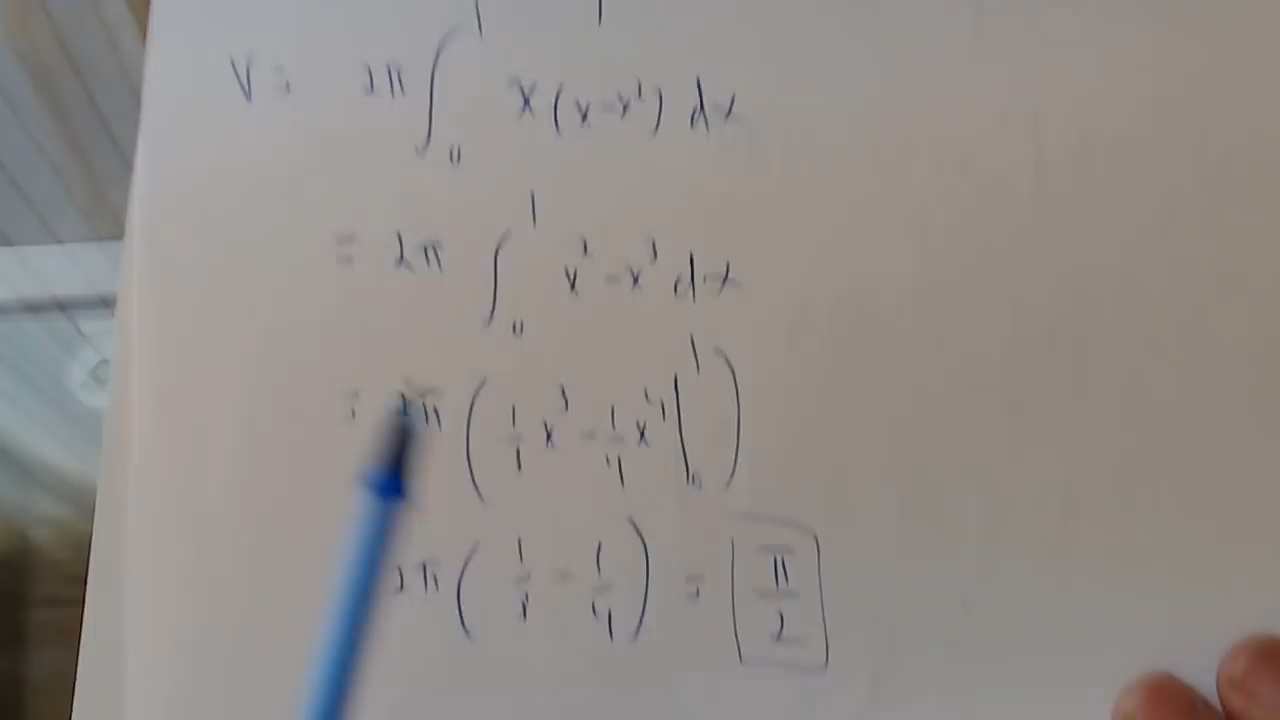 V = 2π ∫₀¹ x(x-x²) dx
= 2π ∫₀¹ x² - x³ dx
= 2π ( 1/3 x³ - 1/4 x⁴ |₀¹ )
2π ( 1/3 - 1/4 ) = π/2